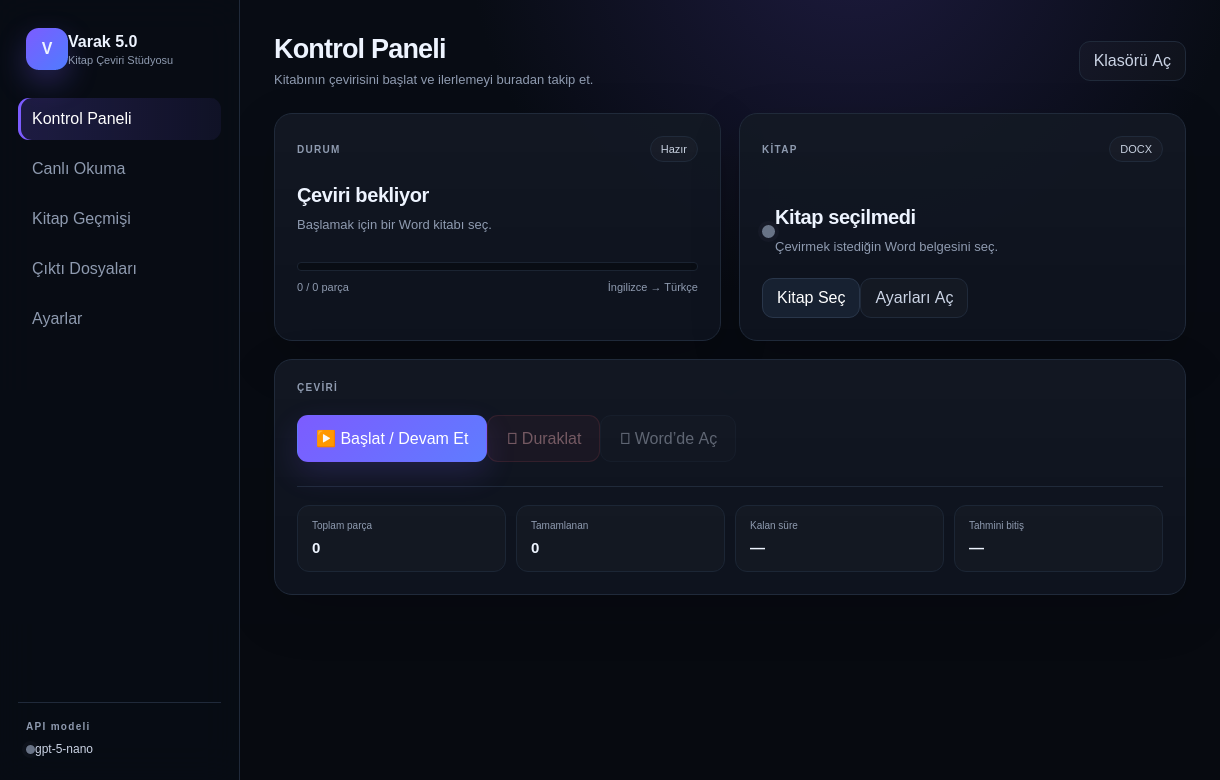 V
Varak 5.0
Kitap Çeviri Stüdyosu
Kontrol Paneli
Canlı Okuma
Kitap Geçmişi
Çıktı Dosyaları
Ayarlar
API modeli
gpt-5-nano
Kontrol Paneli
Kitabının çevirisini başlat ve ilerlemeyi buradan takip et.
Klasörü Aç
DURUM
Hazır
Çeviri bekliyor
Başlamak için bir Word kitabı seç.
0 / 0 parça
İngilizce → Türkçe
KİTAP
DOCX
Kitap seçilmedi
Çevirmek istediğin Word belgesini seç.
Kitap Seç
Ayarları Aç
ÇEVİRİ
▶️ Başlat / Devam Et
Duraklat
Word’de Aç
Toplam parça
0
Tamamlanan
0
Kalan süre
—
Tahmini bitiş
—